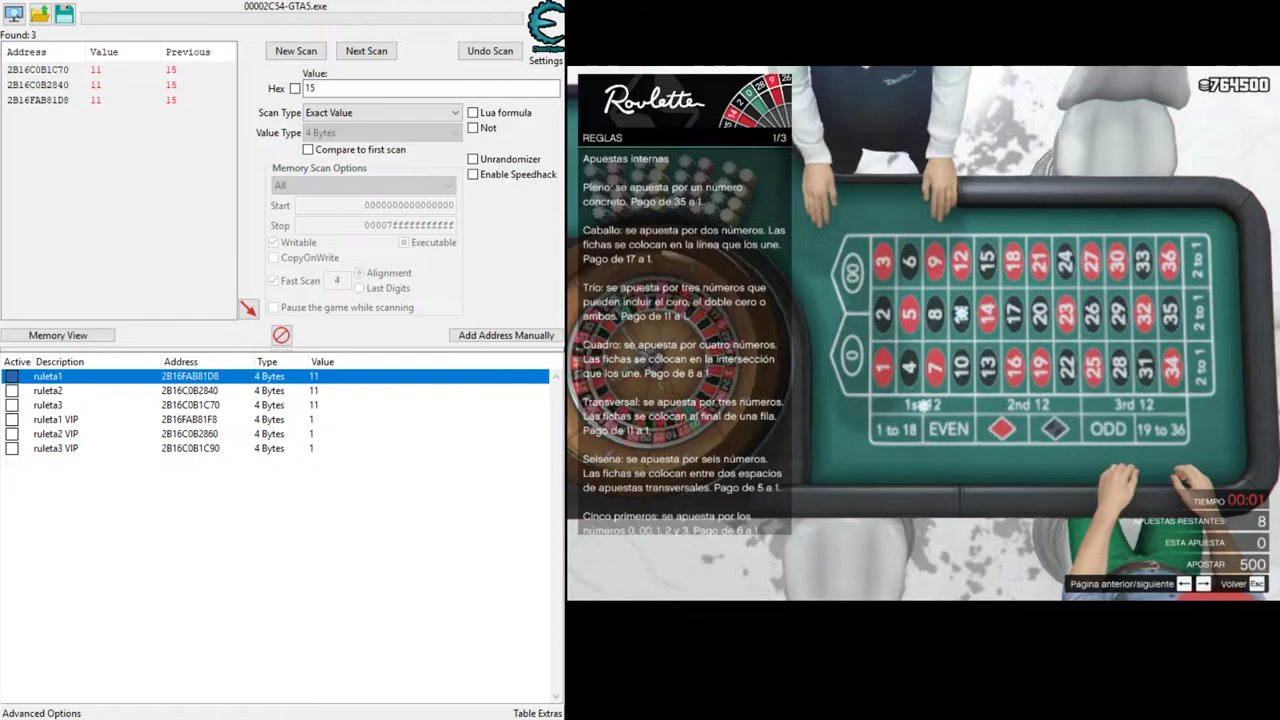 00002C54-GTA5.exe
Found: 3
Address Value Previous
2B16C0B1C70 11 15
2B16C0B2840 11 15
2B16FAB81D8 11 15
New Scan Next Scan Undo Scan
Settings
Value:
Hex 15
Scan Type Exact Value Lua formula
Not
Value Type 4 Bytes
Compare to first scan
Memory Scan Options
All
Unrandomizer
Enable Speedhack
Start 0000000000000000
Stop 00007fffffffffff
Writable Executable
CopyOnWrite
Fast Scan 4 Alignment
Last Digits
Pause the game while scanning
Memory View Add Address Manually
Active Description Address Type Value
ruleta1 2B16FAB81D8 4 Bytes 11
ruleta2 2B16C0B2840 4 Bytes 11
ruleta3 2B16C0B1C70 4 Bytes 11
ruleta1 VIP 2B16FAB81F8 4 Bytes 1
ruleta2 VIP 2B16C0B2860 4 Bytes 1
ruleta3 VIP 2B16C0B1C90 4 Bytes 1
Advanced Options Table Extras
Roulette
REGLAS 1/3
Apuestas internas
Pleno: se apuesta por un número
concreto. Pago de 35 a 1.
Caballo: se apuesta por dos números. Las
fichas se colocan en la línea que los une.
Pago de 17 a 1.
Trío: se apuesta por tres números que
pueden incluir el cero, el doble cero o
ambos. Pago de 11 a 1.
Cuadro: se apuesta por cuatro números.
Las fichas se colocan en la intersección
que los une. Pago de 8 a 1.
Transversal: se apuesta por tres números.
Las fichas se colocan al final de una fila.
Pago de 11 a 1.
Seisena: se apuesta por seis números.
Las fichas se colocan entre dos espacios
de apuestas transversales. Pago de 5 a 1.
Cinco primeros: se apuesta por los
números 0, 00, 1, 2 y 3. Pago de 6 a 1.
764500
00 3 6 9 12 15 18 21 24 27 30 33 36 2 to 1
2 5 8 14 17 20 23 26 29 32 35 2 to 1
0 1 4 7 10 13 16 19 22 25 28 31 34 2 to 1
2nd 12 3rd 12
1 to 18 EVEN ODD 19 to 36
TIEMPO 00:01
APUESTAS RESTANTES 8
ESTA APUESTA 0
APOSTAR 500
Página anterior/siguiente ← → Volver Esc